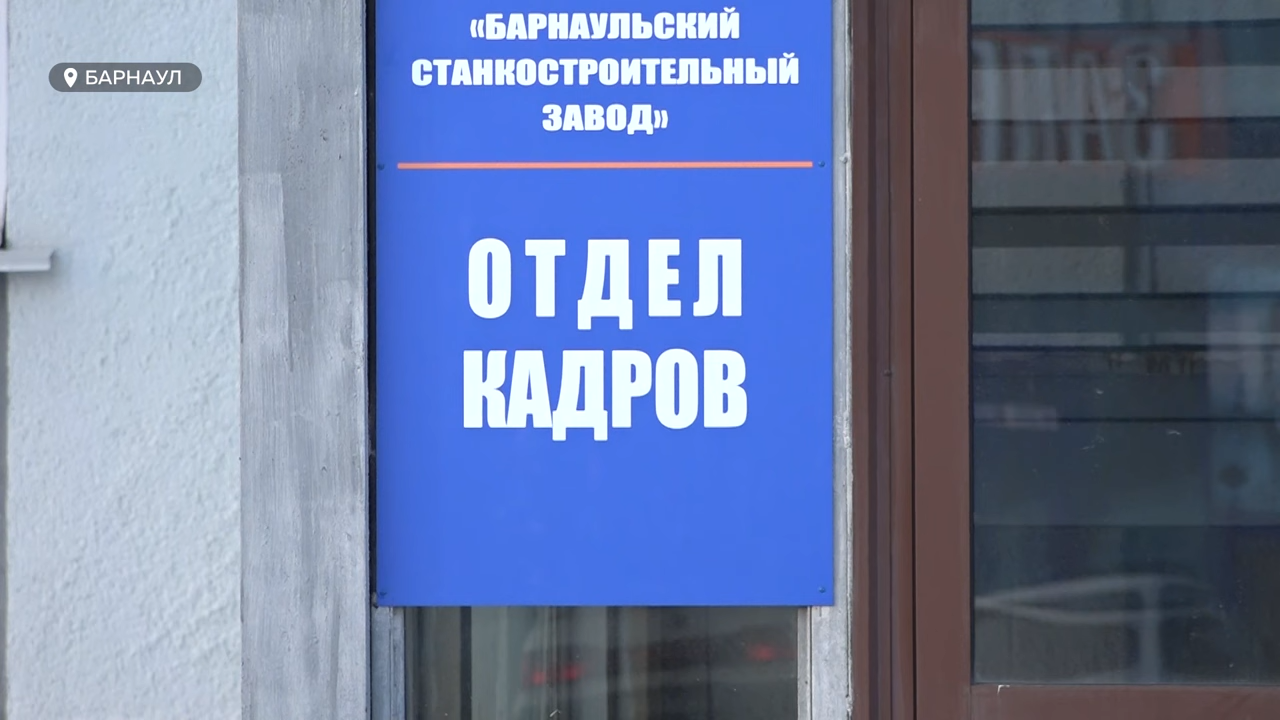 БАРНАУЛ
«БАРНАУЛЬСКИЙ
СТАНКОСТРОИТЕЛЬНЫЙ
ЗАВОД»
ОТДЕЛ
КАДРОВ